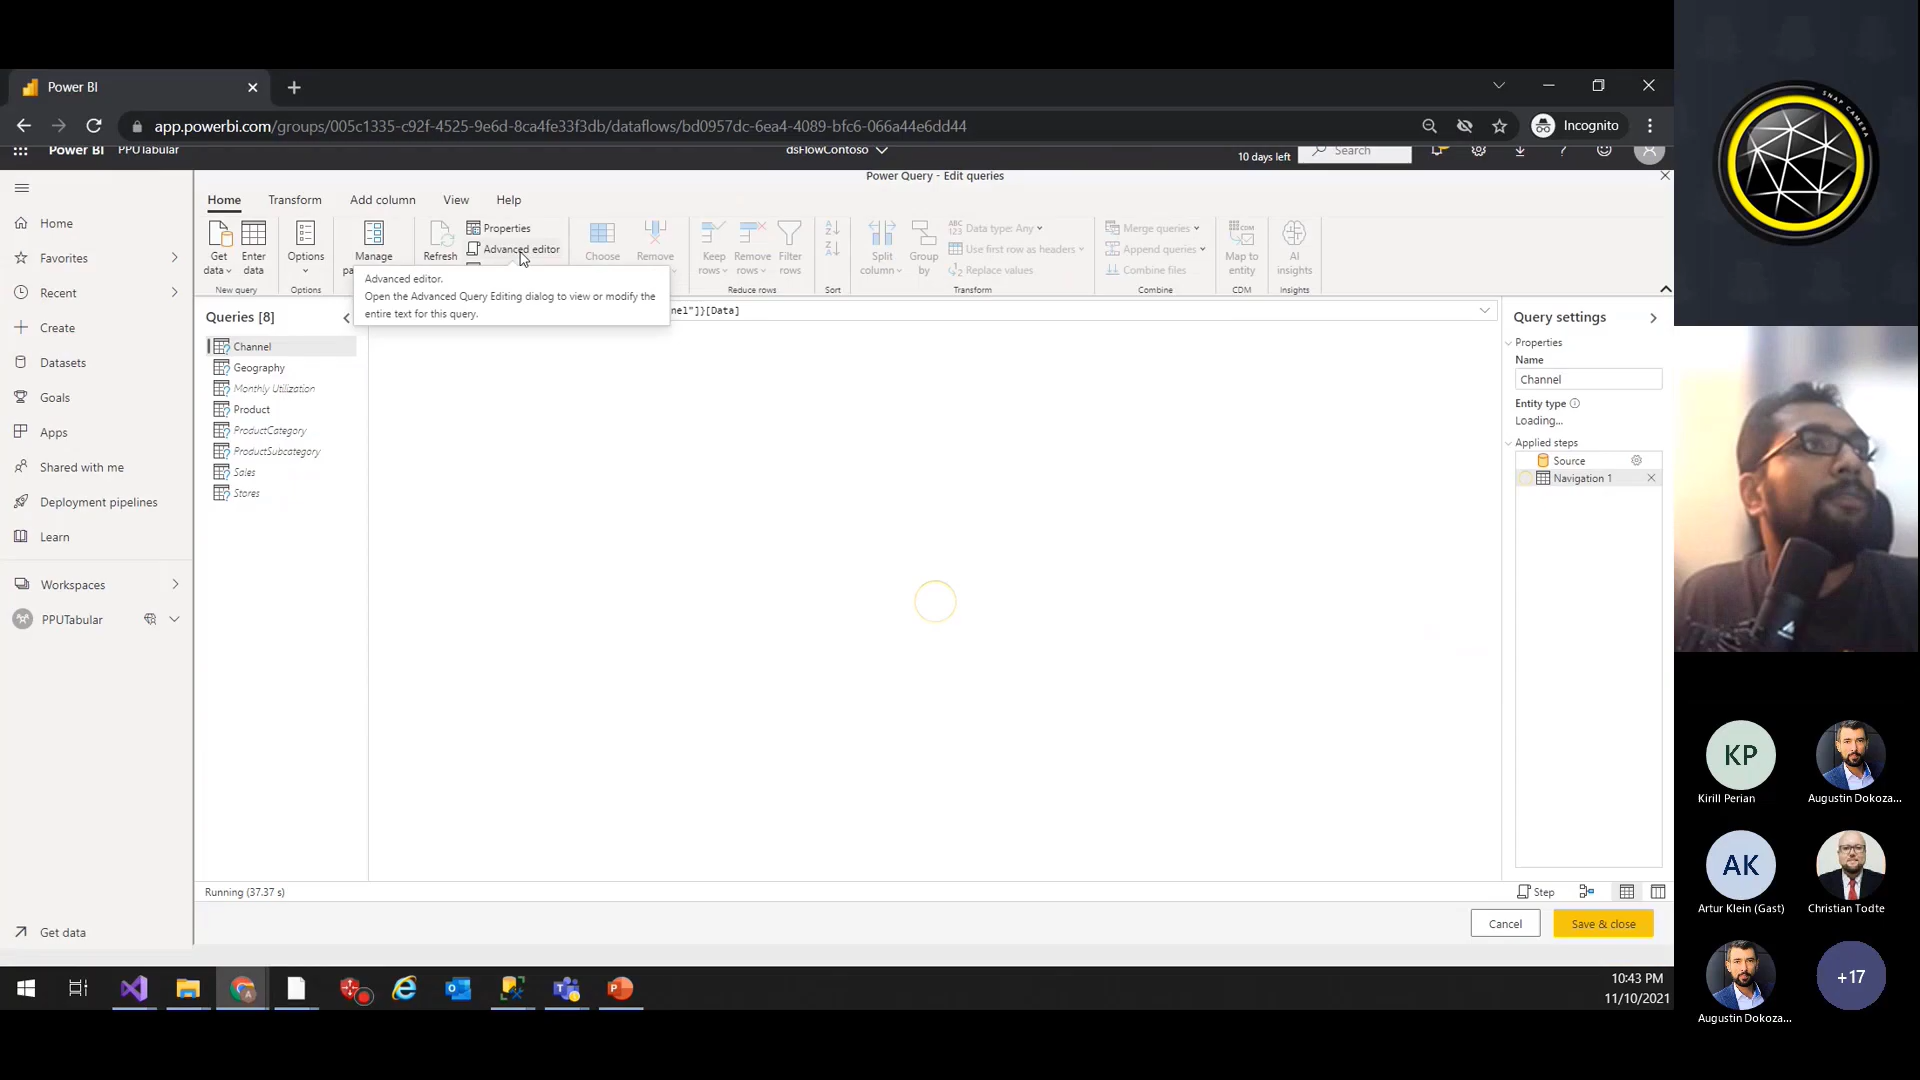 SNAP CAMERA
Power BI
app.powerbi.com/groups/005c1335-c92f-4525-9e6d-8ca4fe33f3db/dataflows/bd0957dc-6ea4-4089-bfc6-066a44e6dd44
Incognito
Power BI PPUTabular
dsFlowContoso
10 days left
Search
Power Query - Edit queries
Home Transform Add column View Help
Get data
Enter data
New query
Options
Options
Manage
Refresh
Properties
Advanced editor
Choose
Remove
Keep rows
Remove rows
Filter rows
Reduce rows
Sort
Split column
Group by
Data type: Any
Use first row as headers
Replace values
Transform
Merge queries
Append queries
Combine files
Combine
Map to entity
CDM
AI insights
Insights
Advanced editor.
Open the Advanced Query Editing dialog to view or modify the
entire text for this query.
nel"]}[Data]
Home
Favorites
Recent
Create
Datasets
Goals
Apps
Shared with me
Deployment pipelines
Learn
Workspaces
PPUTabular
Get data
Queries [8]
Channel
Geography
Monthly Utilization
Product
ProductCategory
ProductSubcategory
Sales
Stores
Query settings
Properties
Name
Channel
Entity type
Loading...
Applied steps
Source
Navigation 1
Running (37.37 s)
Step
Cancel
Save & close
10:43 PM
11/10/2021
KP
Kirill Perian
Augustin Dokoza...
AK
Artur Klein (Gast)
Christian Todte
Augustin Dokoza...
+17